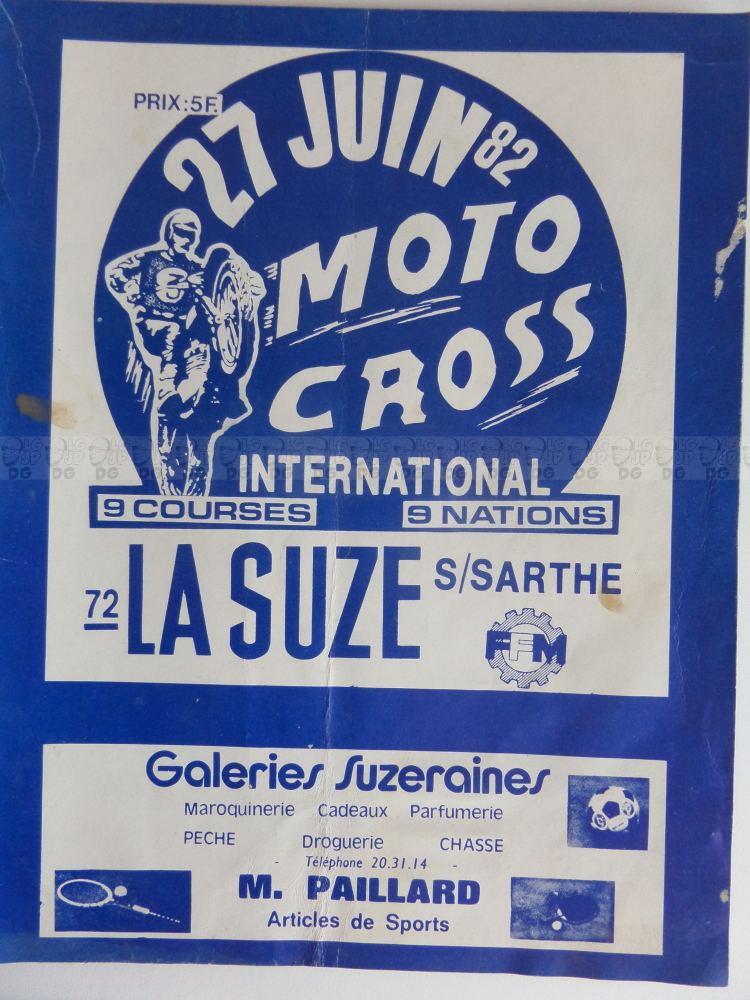 PRIX:5F.
27 JUIN 82
MOTO
CROSS
INTERNATIONAL
9 COURSES 9 NATIONS
72 LA SUZE S/SARTHE
FFM
Galeries Suzeraines
Maroquinerie Cadeaux Parfumerie
PECHE Droguerie CHASSE
- Téléphone 20.31.14 -
M. PAILLARD
Articles de Sports